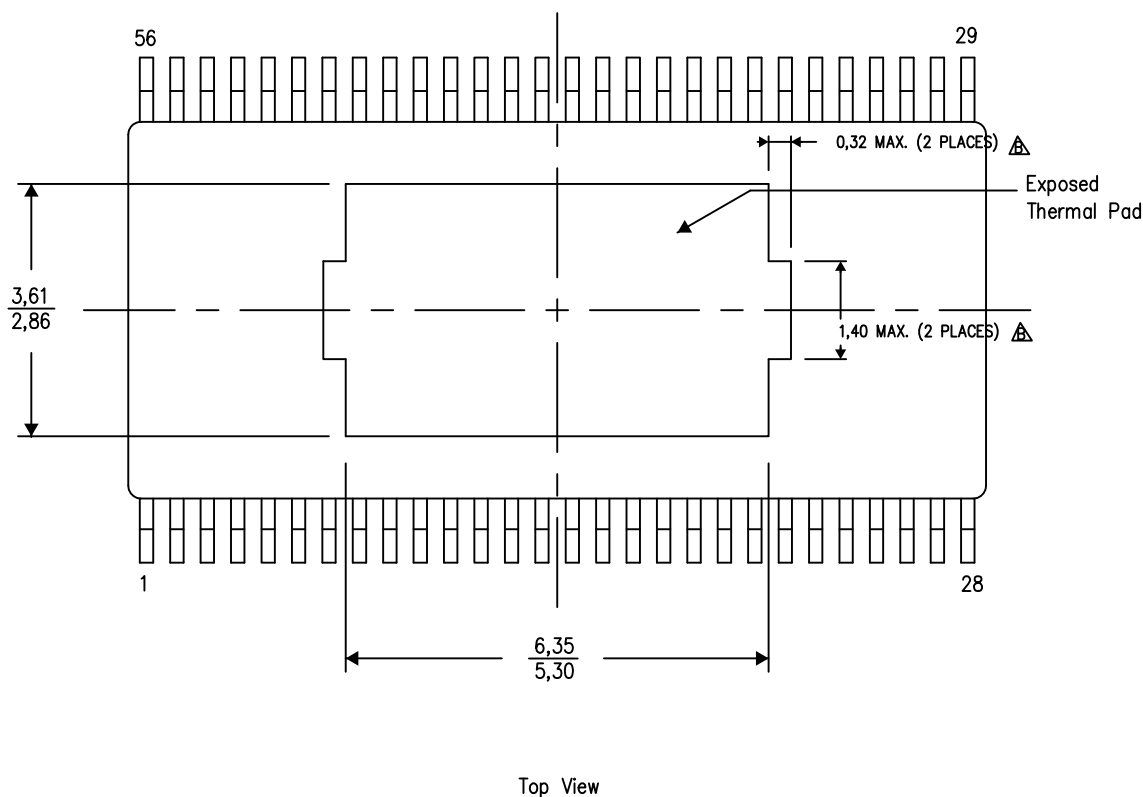 56
29
0,32 MAX. (2 PLACES) B
Exposed
Thermal Pad
3,61
2,86
1,40 MAX. (2 PLACES) B
1
28
6,35
5,30
Top View